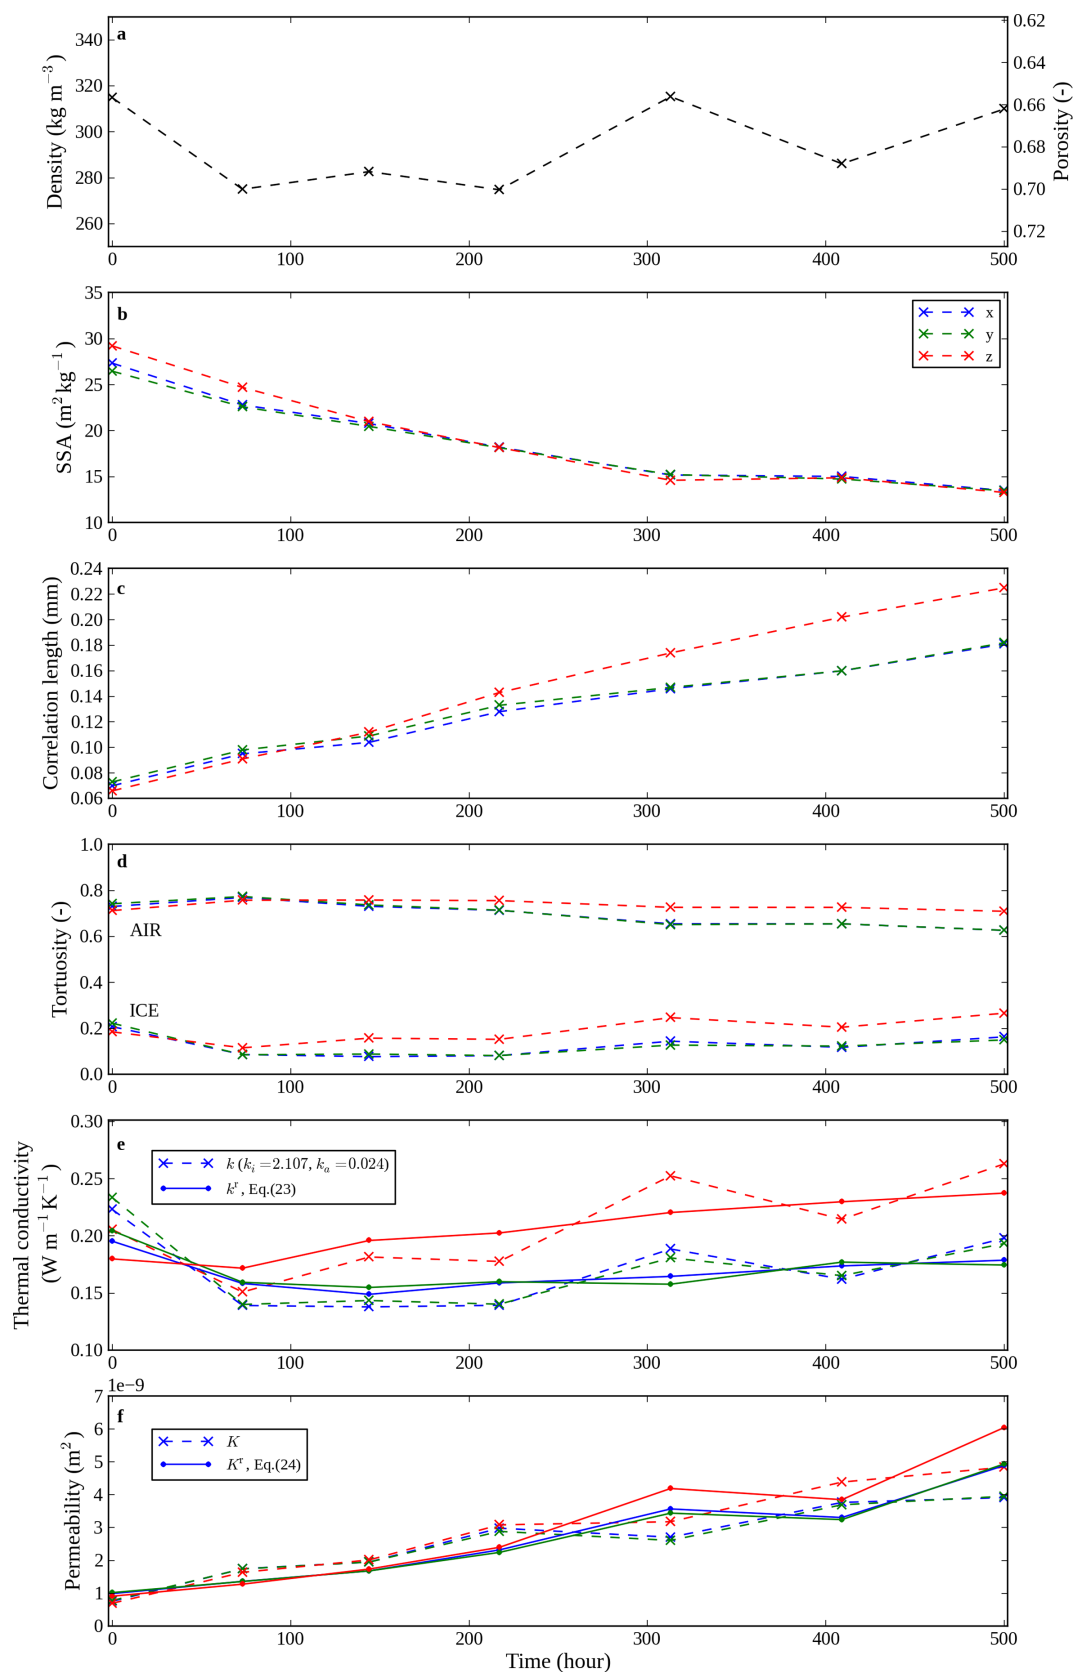 a
340
320
300
280
260
Density (kg m−3)
0.62
0.64
0.66
0.68
0.70
0.72
Porosity (-)
0 100 200 300 400 500
b
35
30
25
20
15
10
SSA (m2 kg−1)
x
y
z
0 100 200 300 400 500
c
0.24
0.22
0.20
0.18
0.16
0.14
0.12
0.10
0.08
0.06
Correlation length (mm)
0 100 200 300 400 500
d
1.0
0.8
0.6
0.4
0.2
0.0
Tortuosity (-)
AIR
ICE
0 100 200 300 400 500
e
0.30
0.25
0.20
0.15
0.10
Thermal conductivity
(W m−1 K−1)
k (ki =2.107, ka =0.024)
kr, Eq.(23)
0 100 200 300 400 500
1e−9
f
7
6
5
4
3
2
1
0
Permeability (m2)
K
Kr, Eq.(24)
0 100 200 300 400 500
Time (hour)